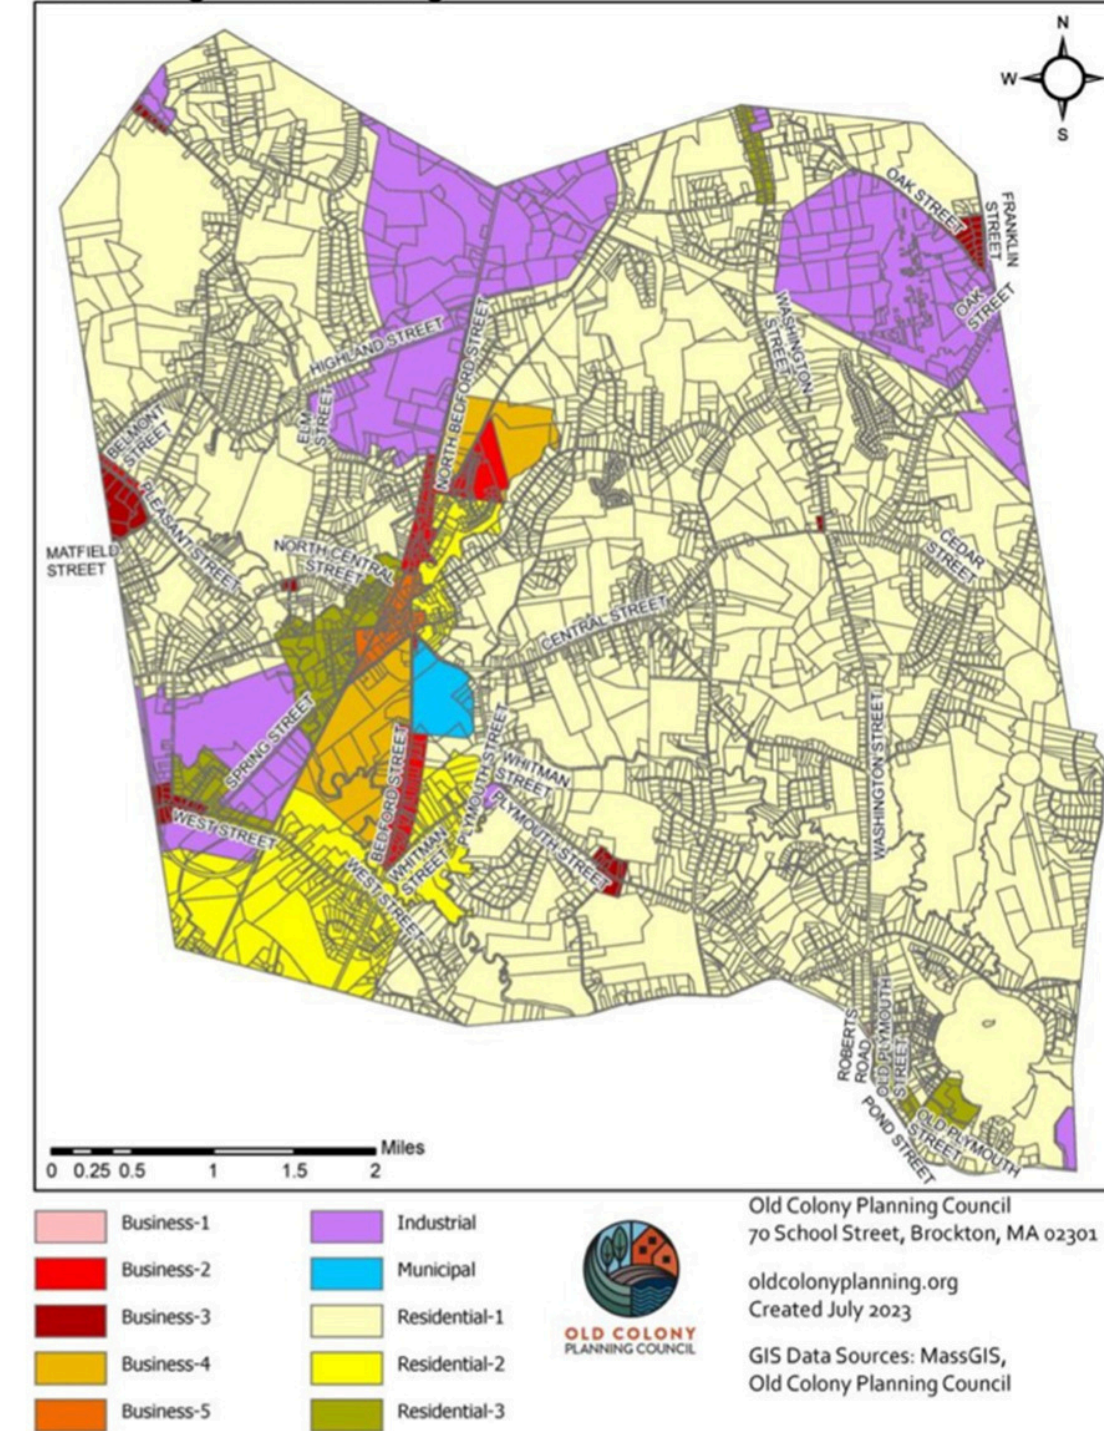 N
W
S
OAK STREET
FRANKLIN
STREET
OAK
STREET
WASHINGTON
STREET
HIGHLAND STREET
NORTH BEDFORD STREET
ELM
STREET
BELMONT
STREET
PLEASANT STREET
MATFIELD
STREET
NORTH CENTRAL
STREET
CEDAR
STREET
CENTRAL STREET
SPRING STREET
BEDFORD STREET
PLYMOUTH STREET
WHITMAN
STREET
PLYMOUTH STREET
WASHINGTON STREET
WEST STREET
WHITMAN
STREET
WEST STREET
ROBERTS
ROAD
OLD PLYMOUTH
STREET
POND STREET
OLD PLYMOUTH
STREET
Miles
0 0.25 0.5 1 1.5 2
Business-1
Business-2
Business-3
Business-4
Business-5
Industrial
Municipal
Residential-1
Residential-2
Residential-3
OLD COLONY
PLANNING COUNCIL
Old Colony Planning Council
70 School Street, Brockton, MA 02301
oldcolonyplanning.org
Created July 2023
GIS Data Sources: MassGIS,
Old Colony Planning Council